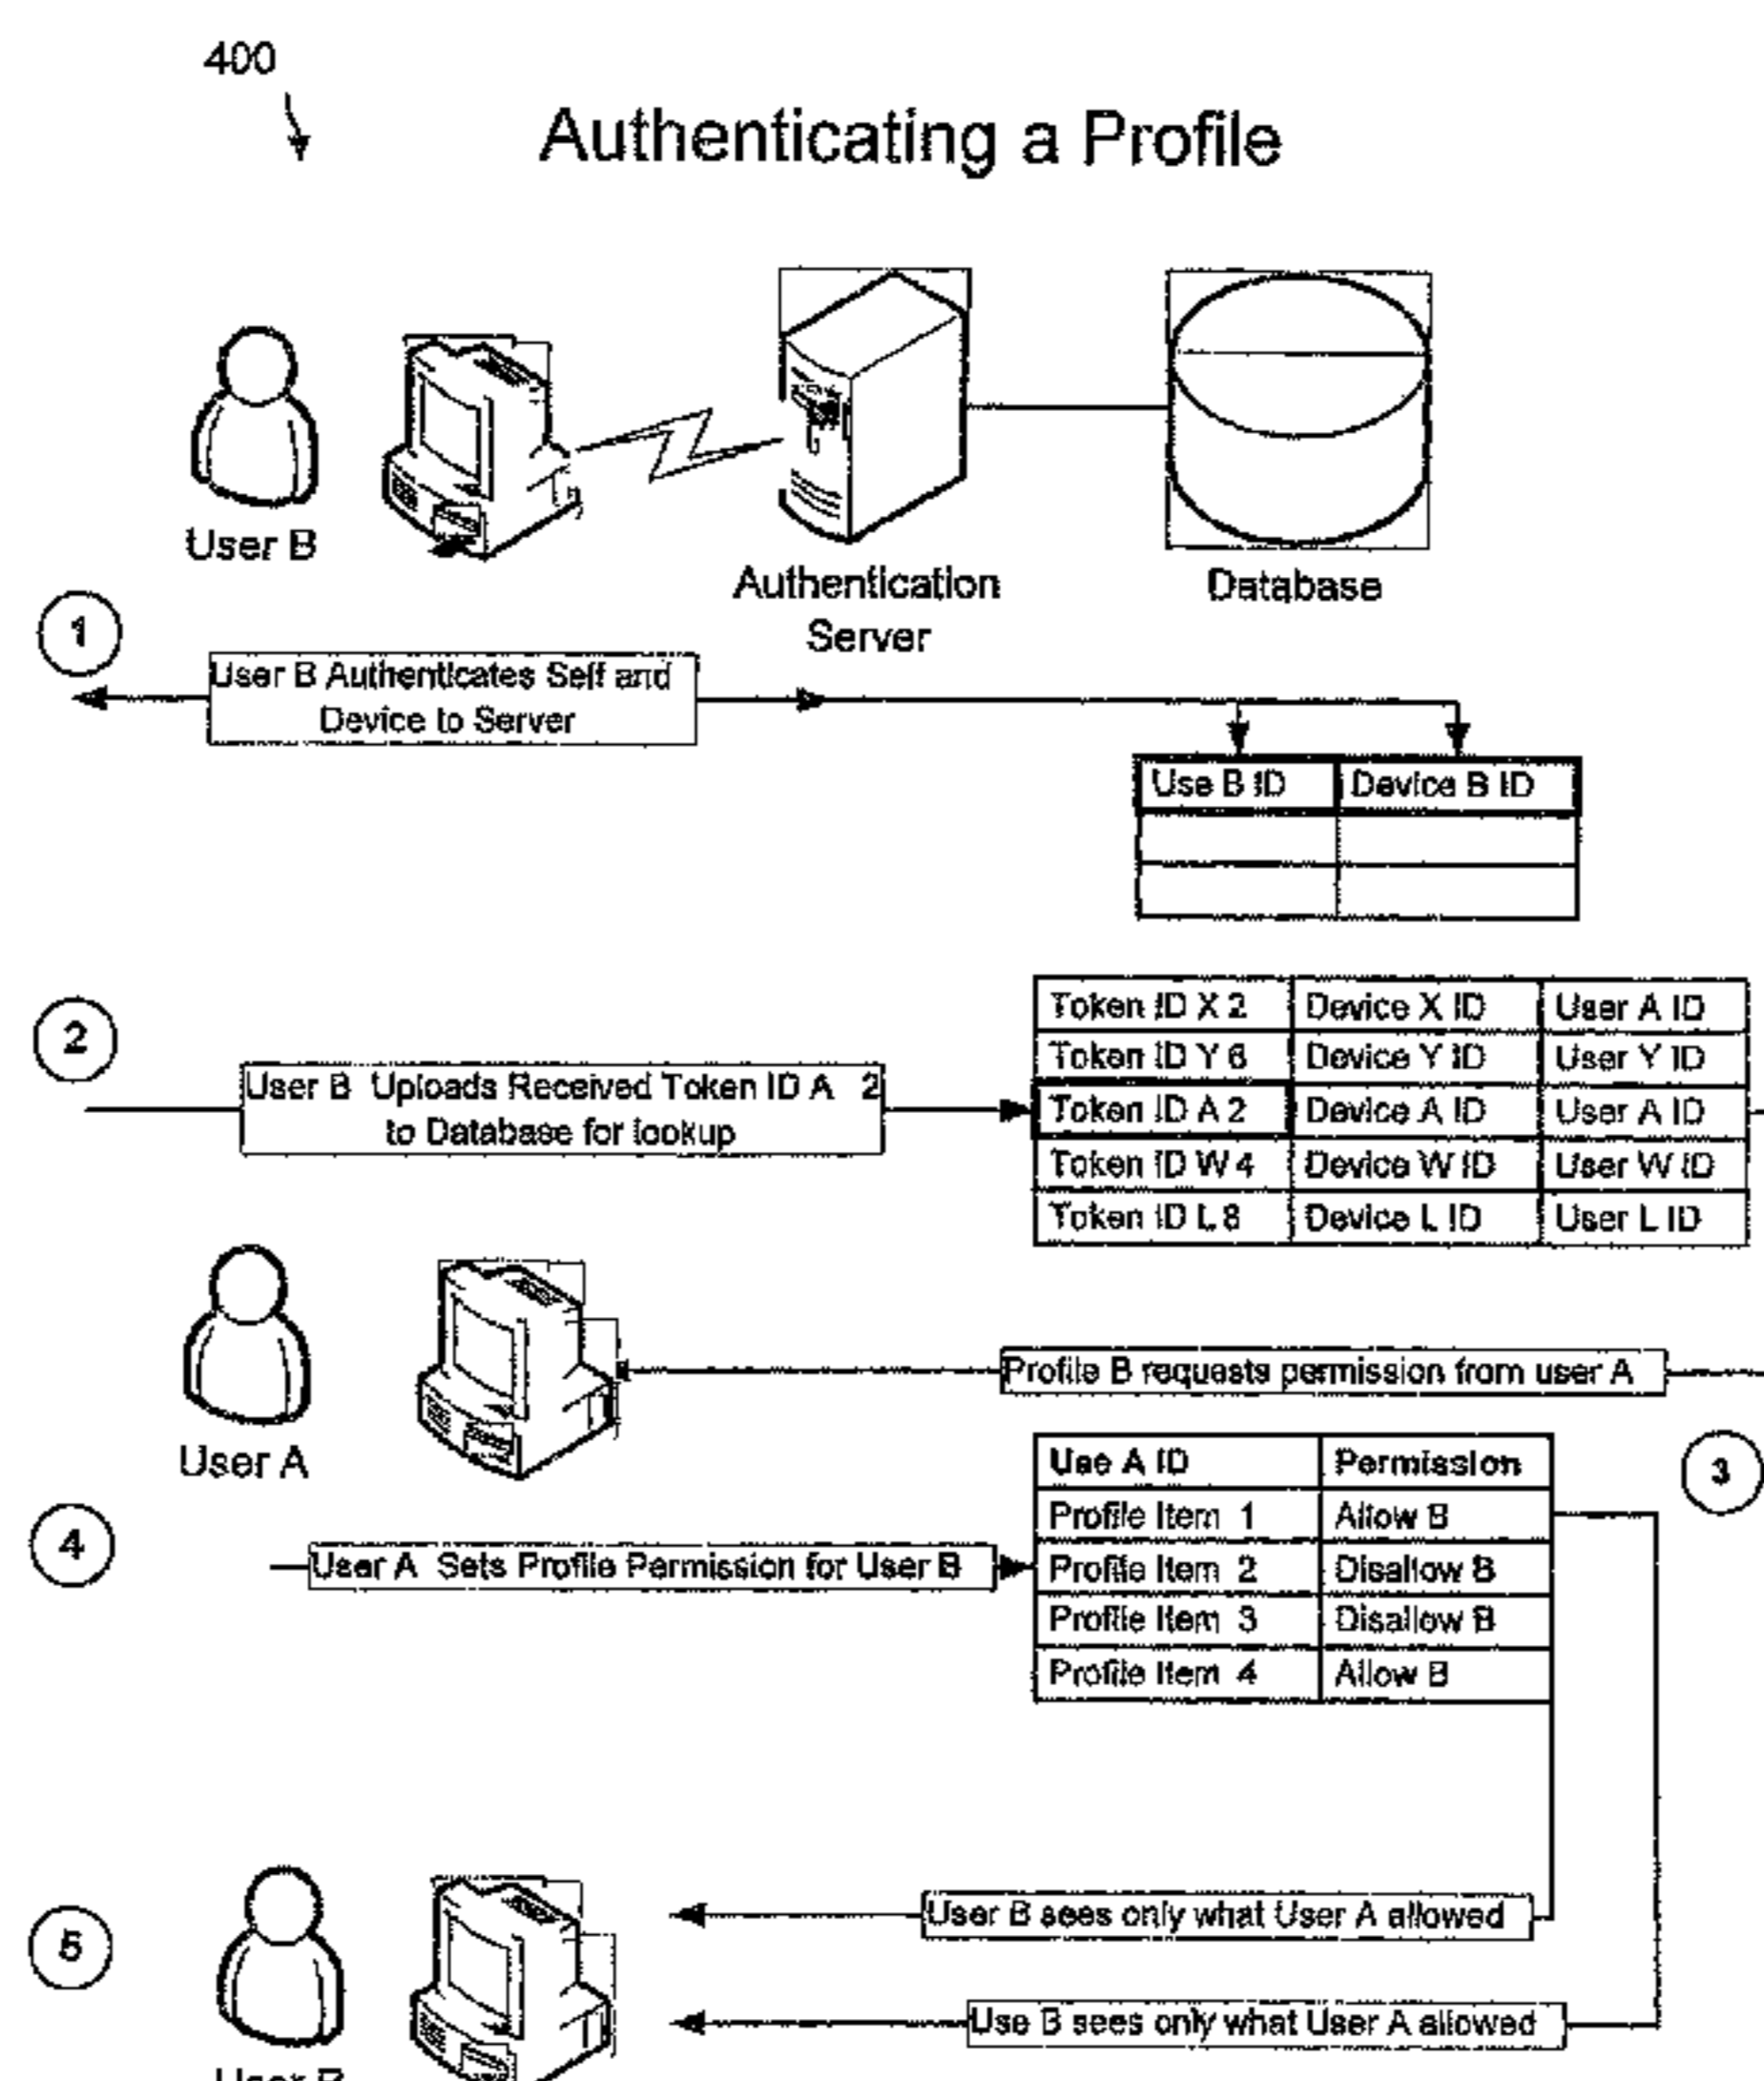 400
Authenticating a Profile
User B
Authentication
Server
Database
1
User B Authenticates Self and
Device to Server
Use B ID Device B ID
2
User B Uploads Received Token ID A 2
to Database for lookup
Token ID X 2 Device X ID User A ID
Token ID Y 6 Device Y ID User Y ID
Token ID A 2 Device A ID User A ID
Token ID W 4 Device W ID User W ID
Token ID L 8 Device L ID User L ID
User A
Profile B requests permission from user A
3
Use A ID Permission
Profile Item 1 Allow B
Profile Item 2 Disallow B
Profile Item 3 Disallow B
Profile Item 4 Allow B
4
User A Sets Profile Permission for User B
5
User B sees only what User A allowed
Use B sees only what User A allowed
User B